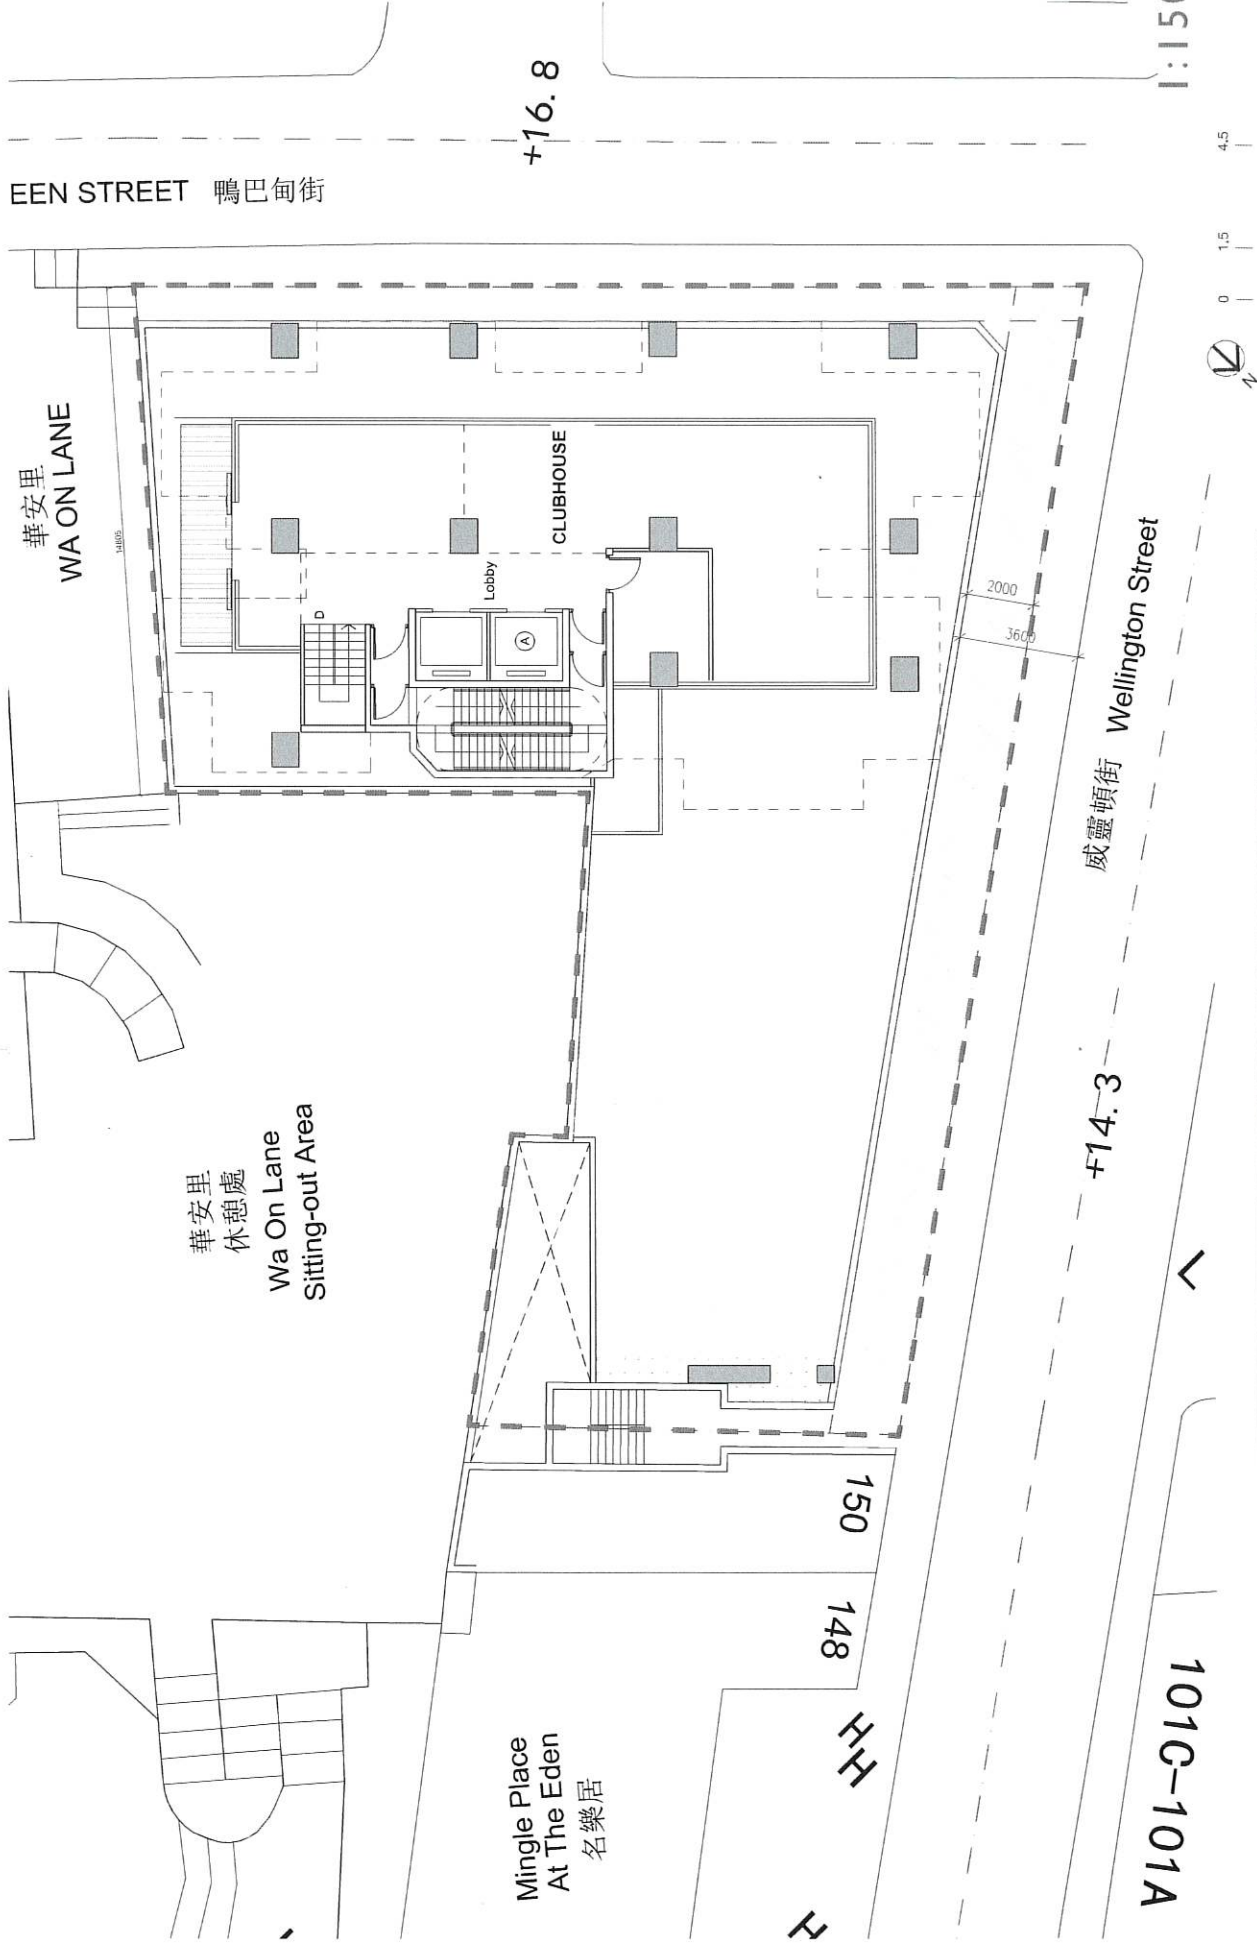 +16. 8
EEN STREET 鴨巴甸街
1:150
4.5
1.5
0
N
華安里
WA ON LANE
14805
CLUBHOUSE
Lobby
D
A
2000
3600
威靈頓街 Wellington Street
+14. 3
華安里
休憩處
Wa On Lane
Sitting-out Area
150
148
Mingle Place
At The Eden
名樂居
101C-101A